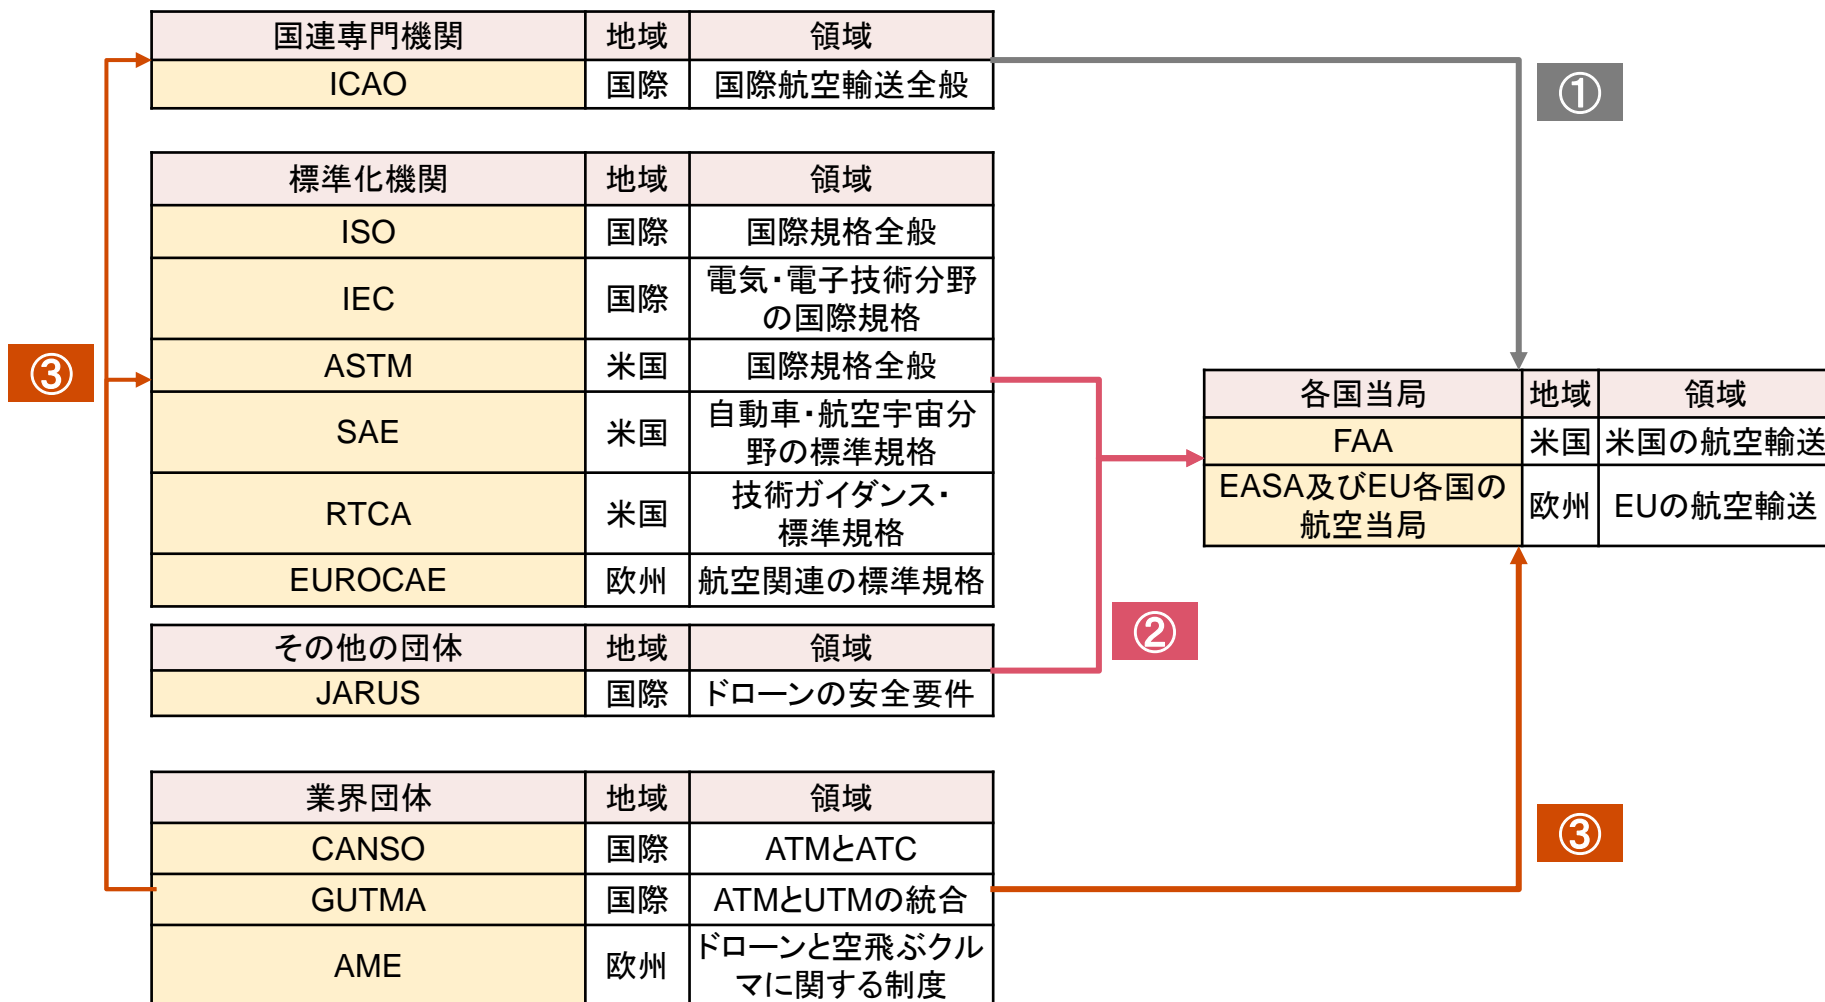 国連専門機関 地域 領域
ICAO 国際 国際航空輸送全般
①
標準化機関 地域 領域
ISO 国際 国際規格全般
IEC 国際 電気・電子技術分野
の国際規格
③
ASTM 米国 国際規格全般
SAE 米国 自動車・航空宇宙分
野の標準規格
RTCA 米国 技術ガイダンス・
標準規格
EUROCAE 欧州 航空関連の標準規格
各国当局 地域 領域
FAA 米国 米国の航空輸送
EASA及びEU各国の
航空当局 欧州 EUの航空輸送
②
その他の団体 地域 領域
JARUS 国際 ドローンの安全要件
業界団体 地域 領域
CANSO 国際 ATMとATC
GUTMA 国際 ATMとUTMの統合
AME 欧州 ドローンと空飛ぶクル
マに関する制度
③